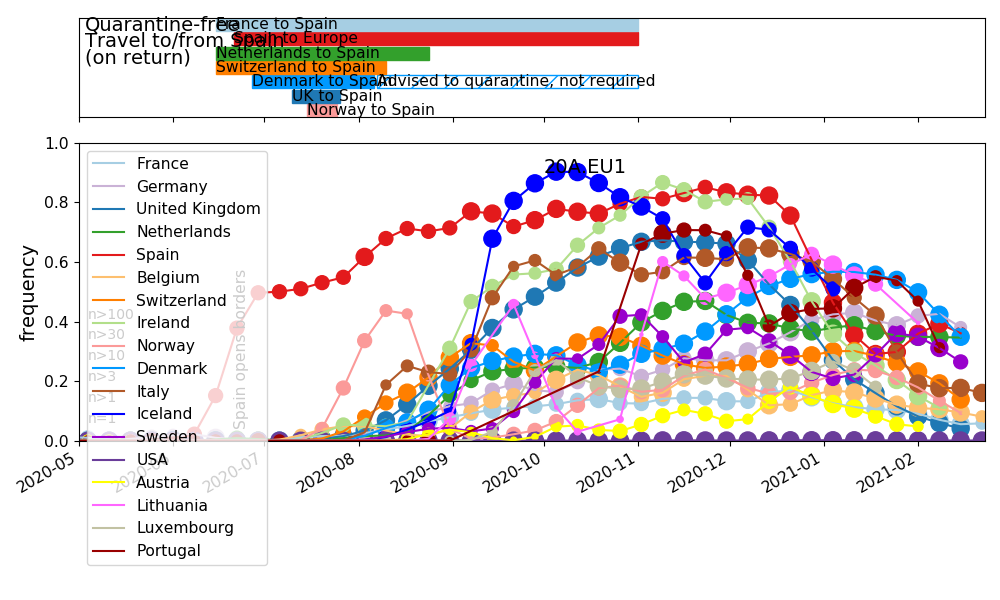 Quarantine-free
Travel to/from Spain
(on return)
France to Spain
Spain to Europe
Netherlands to Spain
Switzerland to Spain
Denmark to Spain
Advised to quarantine, not required
UK to Spain
Norway to Spain
20A.EU1
frequency
1.0
0.8
0.6
0.4
0.2
0.0
France
Germany
United Kingdom
Netherlands
Spain
Belgium
Switzerland
Ireland
Norway
Denmark
Italy
Iceland
Sweden
USA
Austria
Lithuania
Luxembourg
Portugal
n>100
n>30
n>10
n>3
n>1
n=1
Spain opens borders
2020-05
2020-06
2020-07
2020-08
2020-09
2020-10
2020-11
2020-12
2021-01
2021-02